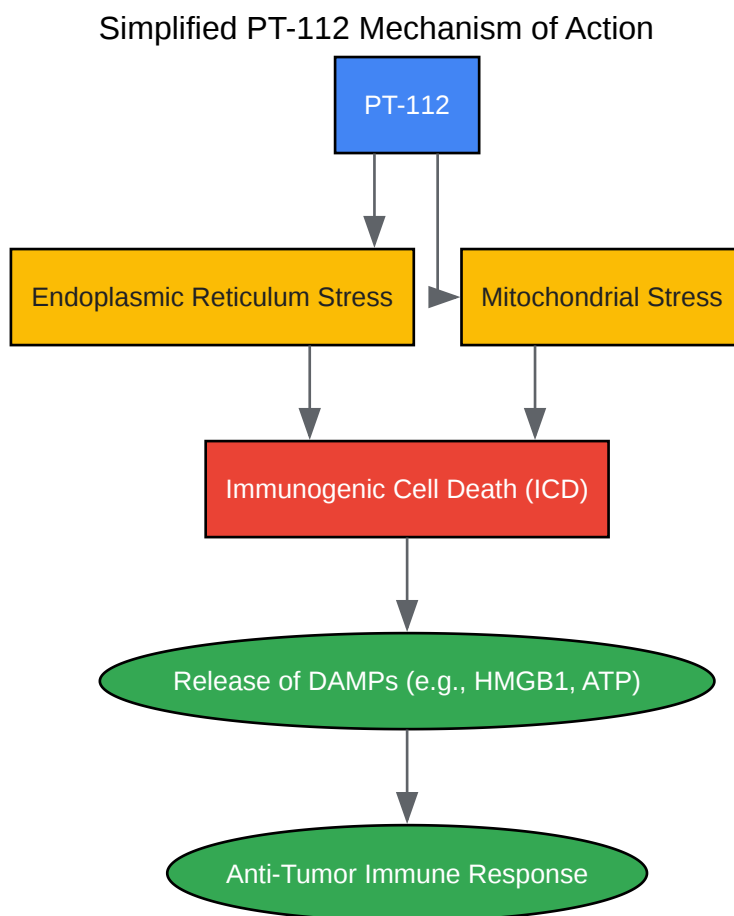 Simplified PT-112 Mechanism of Action
PT-112
Endoplasmic Reticulum Stress
Mitochondrial Stress
Immunogenic Cell Death (ICD)
Release of DAMPs (e.g., HMGB1, ATP)
Anti-Tumor Immune Response